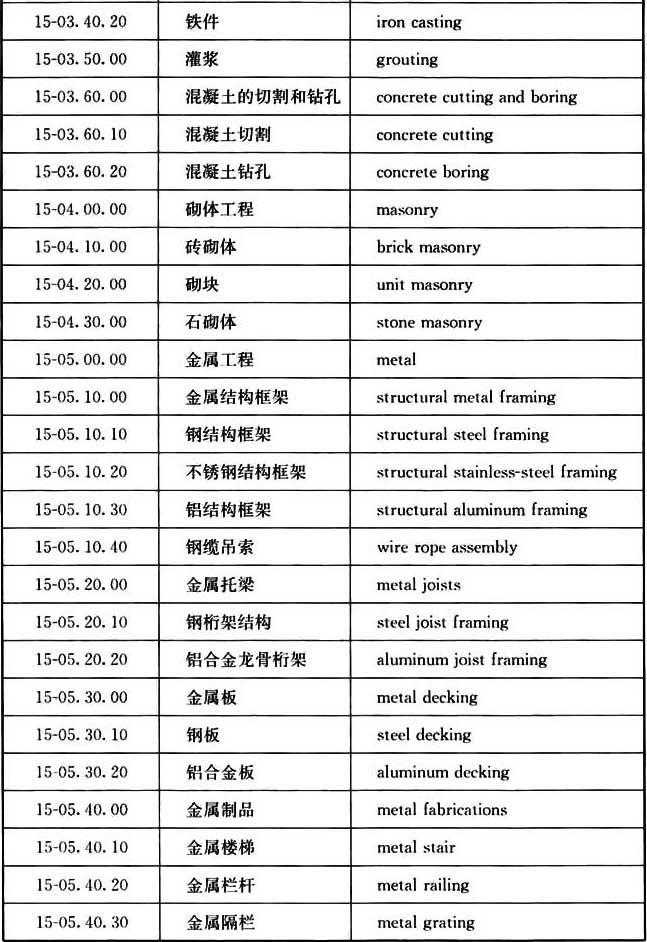 15-03.40.20 铁件 iron casting
15-03.50.00 灌浆 grouting
15-03.60.00 混凝土的切割和钻孔 concrete cutting and boring
15-03.60.10 混凝土切割 concrete cutting
15-03.60.20 混凝土钻孔 concrete boring
15-04.00.00 砌体工程 masonry
15-04.10.00 砖砌体 brick masonry
15-04.20.00 砌块 unit masonry
15-04.30.00 石砌体 stone masonry
15-05.00.00 金属工程 metal
15-05.10.00 金属结构框架 structural metal framing
15-05.10.10 钢结构框架 structural steel framing
15-05.10.20 不锈钢结构框架 structural stainless-steel framing
15-05.10.30 铝结构框架 structural aluminum framing
15-05.10.40 钢缆吊索 wire rope assembly
15-05.20.00 金属托梁 metal joists
15-05.20.10 钢桁架结构 steel joist framing
15-05.20.20 铝合金龙骨桁架 aluminum joist framing
15-05.30.00 金属板 metal decking
15-05.30.10 钢板 steel decking
15-05.30.20 铝合金板 aluminum decking
15-05.40.00 金属制品 metal fabrications
15-05.40.10 金属楼梯 metal stair
15-05.40.20 金属栏杆 metal railing
15-05.40.30 金属隔栏 metal grating